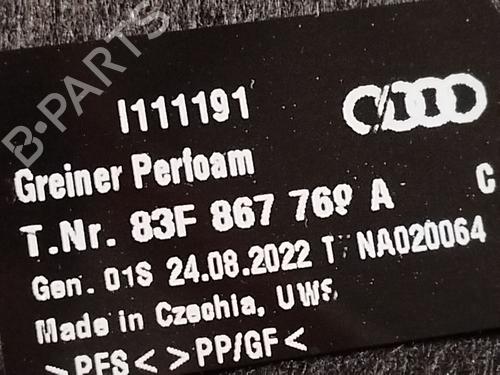 B-PARTS
I111191
Greiner Perfoam
T.Nr. 83F 867 769 A C
Gen. 01S 24.08.2022 T NA020064
Made in Czechia, UWS
>PES< >PP/GF<